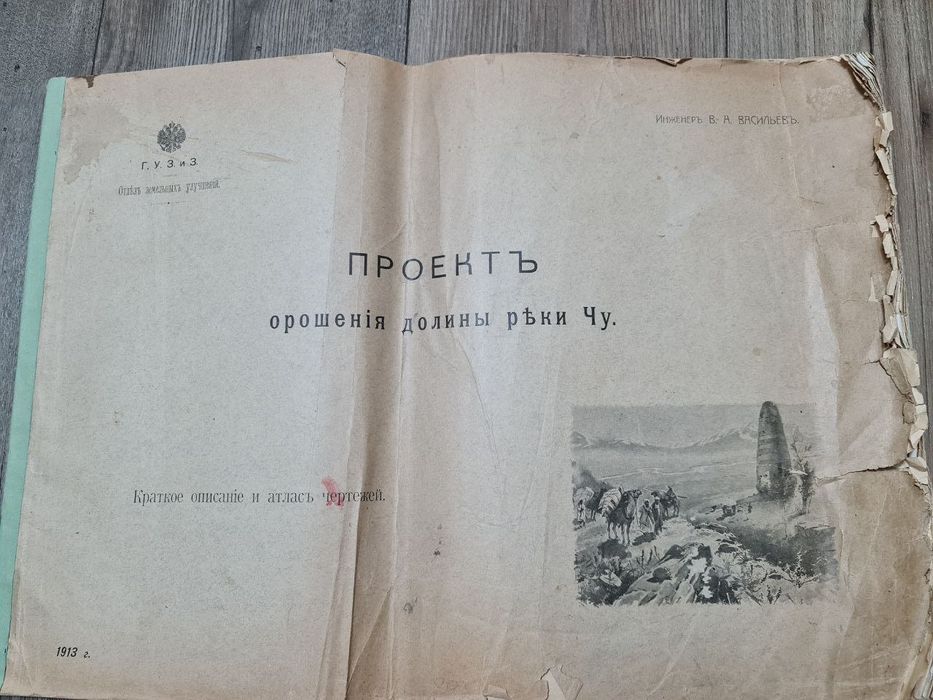 Г. У. З. и З.
Отдѣлъ земельныхъ улучшеній.
Инженеръ В. А. Васильевъ.
ПРОЕКТЪ
орошенія долины рѣки Чу.
Краткое описаніе и атласъ чертежей.
1913 г.